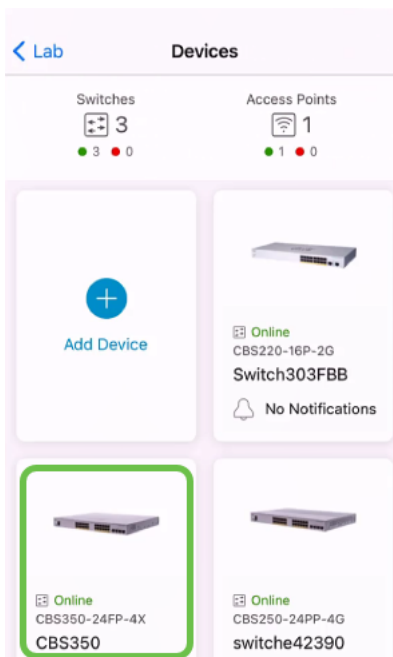 Lab
Devices
Switches
3
3 0
Access Points
1
1 0
Add Device
Online
CBS220-16P-2G
Switch303FBB
No Notifications
Online
CBS350-24FP-4X
CBS350
Online
CBS250-24PP-4G
switche42390